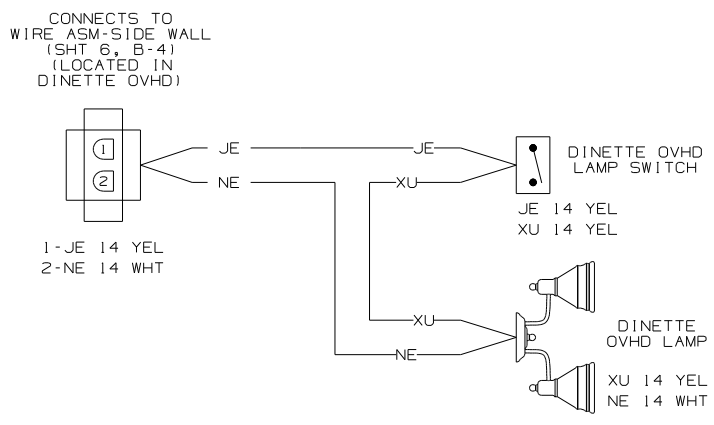 CONNECTS TO
WIRE ASM-SIDE WALL
(SHT 6, B-4)
(LOCATED IN
DINETTE OVHD)
1
2
JE
NE
JE
XU
DINETTE OVHD
LAMP SWITCH
JE 14 YEL
XU 14 YEL
1-JE 14 YEL
2-NE 14 WHT
XU
NE
DINETTE
OVHD LAMP
XU 14 YEL
NE 14 WHT